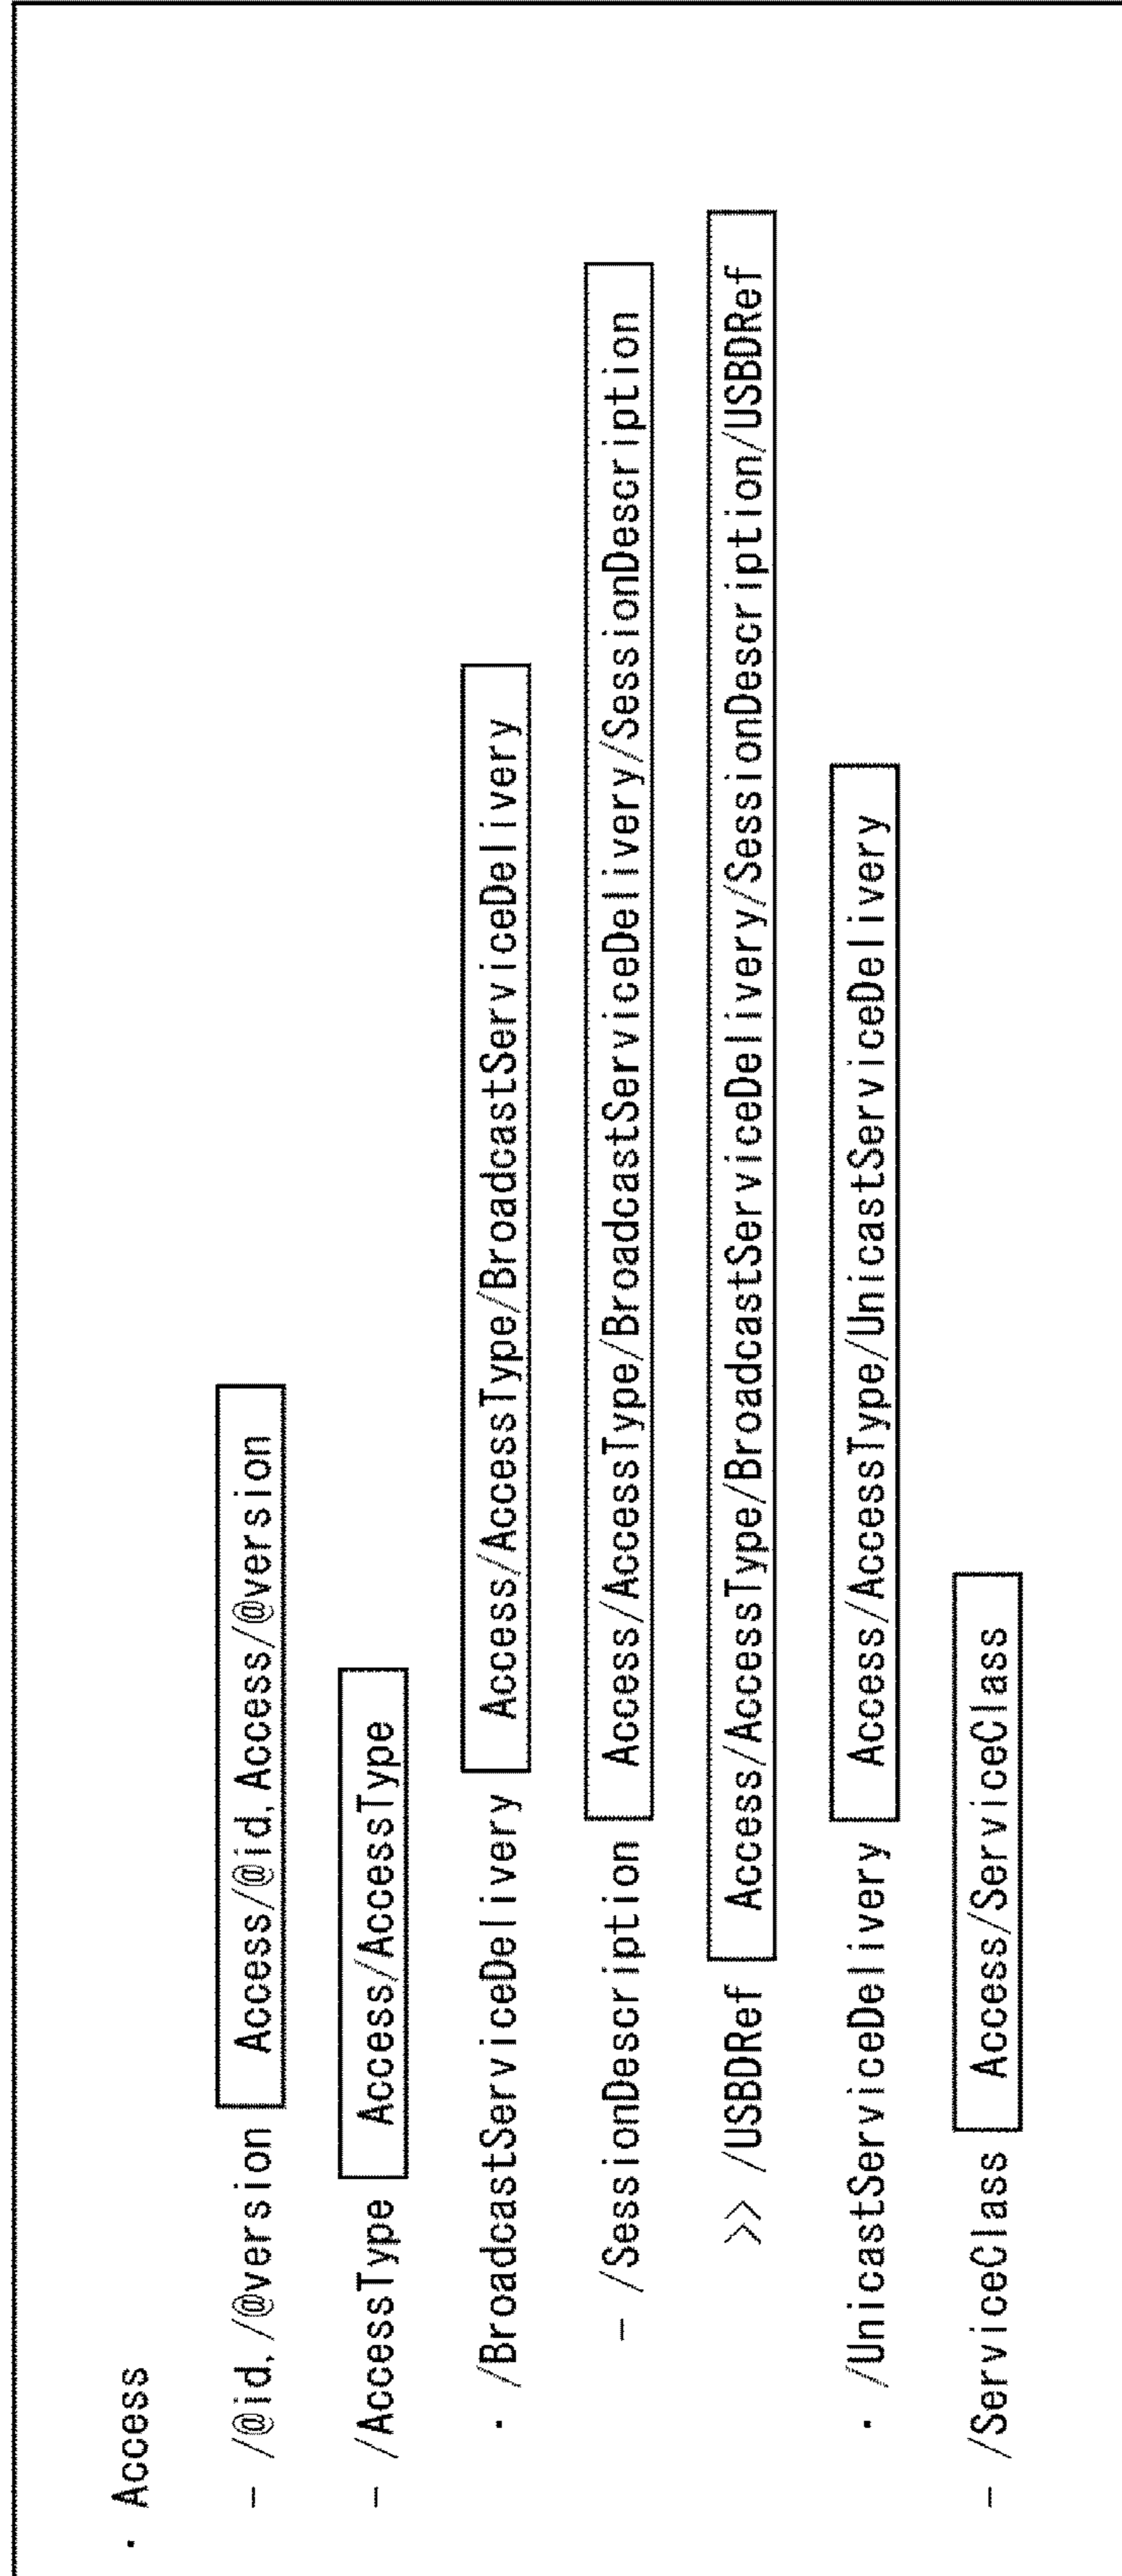 · Access
– /@id, /@version Access/@id, Access/@version
– /AccessType Access/AccessType
· /BroadcastServiceDelivery Access/AccessType/BroadcastServiceDelivery
– /SessionDescription Access/AccessType/BroadcastServiceDelivery/SessionDescription
>> /USBDRef Access/AccessType/BroadcastServiceDelivery/SessionDescription/USBDRef
· /UnicastServiceDelivery Access/AccessType/UnicastServiceDelivery
– /ServiceClass Access/ServiceClass